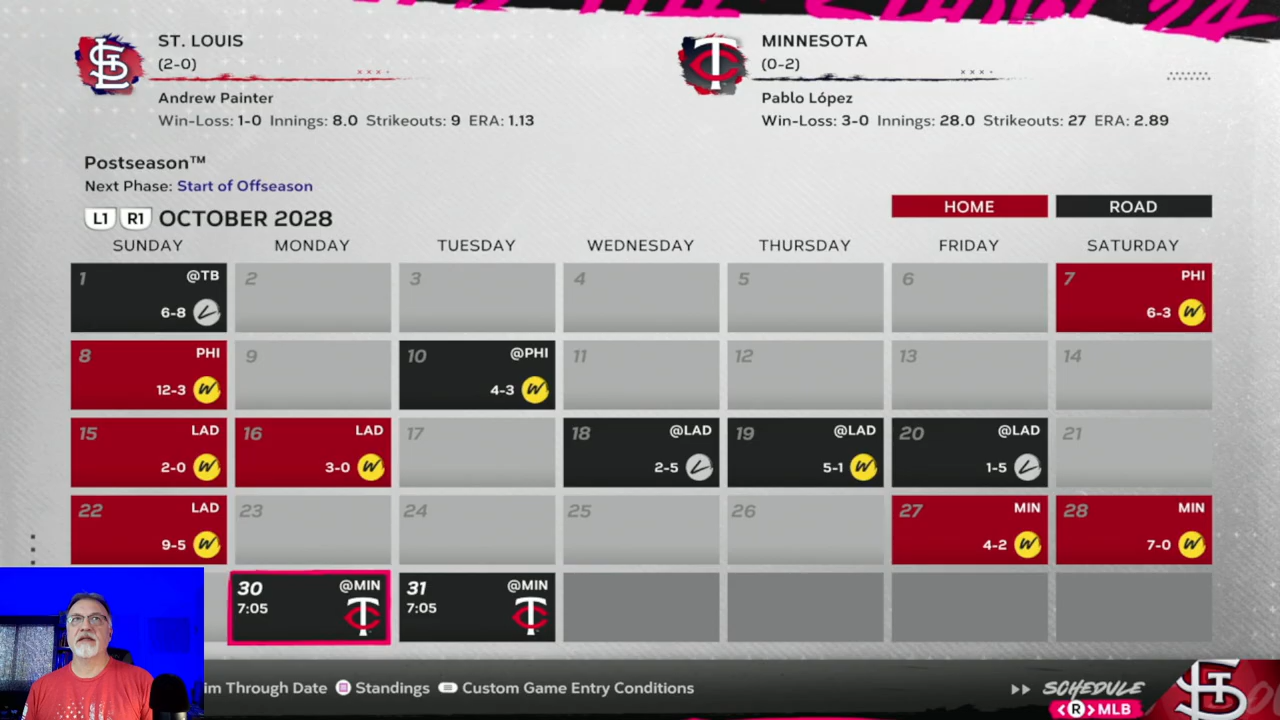 ST. LOUIS
(2-0)
Andrew Painter
Win-Loss: 1-0 Innings: 8.0 Strikeouts: 9 ERA: 1.13
MINNESOTA
(0-2)
Pablo López
Win-Loss: 3-0 Innings: 28.0 Strikeouts: 27 ERA: 2.89
Postseason™
Next Phase: Start of Offseason
L1 R1 OCTOBER 2028
HOME ROAD
SUNDAY MONDAY TUESDAY WEDNESDAY THURSDAY FRIDAY SATURDAY
1 @TB 2 3 4 5 6 7 PHI
6-8 L 6-3 W
8 PHI 9 10 @PHI 11 12 13 14
12-3 W 4-3 W
15 LAD 16 LAD 17 18 @LAD 19 @LAD 20 @LAD 21
2-0 W 3-0 W 2-5 L 5-1 W 1-5 L
22 LAD 23 24 25 26 27 MIN 28 MIN
9-5 W 4-2 W 7-0 W
30 @MIN 31 @MIN
7:05 7:05
im Through Date Standings Custom Game Entry Conditions
SCHEDULE
R MLB